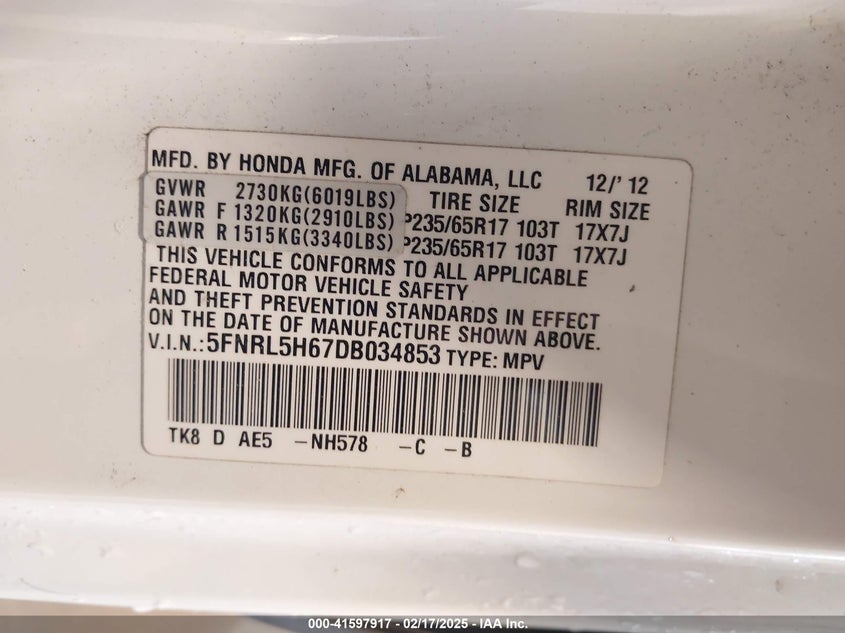 MFD. BY HONDA MFG. OF ALABAMA, LLC 12/' 12
GVWR 2730KG(6019LBS) TIRE SIZE RIM SIZE
GAWR F 1320KG(2910LBS) P235/65R17 103T 17X7J
GAWR R 1515KG(3340LBS) P235/65R17 103T 17X7J
THIS VEHICLE CONFORMS TO ALL APPLICABLE
FEDERAL MOTOR VEHICLE SAFETY
AND THEFT PREVENTION STANDARDS IN EFFECT
ON THE DATE OF MANUFACTURE SHOWN ABOVE.
V.I.N.:5FNRL5H67DB034853 TYPE: MPV
TK8 D AE5 -NH578 -C -B
000-41597917 - 02/17/2025 - IAA Inc.